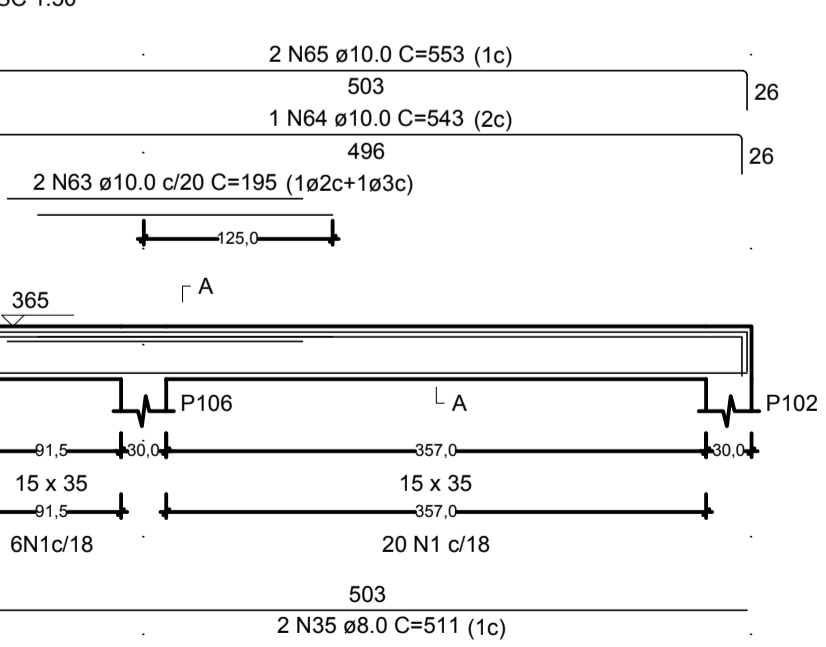 2 N65 ø10.0 C=553 (1c)
503
26
1 N64 ø10.0 C=543 (2c)
496
26
2 N63 ø10.0 c/20 C=195 (1ø2c+1ø3c)
125,0
A
365
P106
A
P102
91,5 30,0 357,0 30,0
15 x 35 15 x 35
91,5 357,0
6N1c/18 20 N1 c/18
503
2 N35 ø8.0 C=511 (1c)